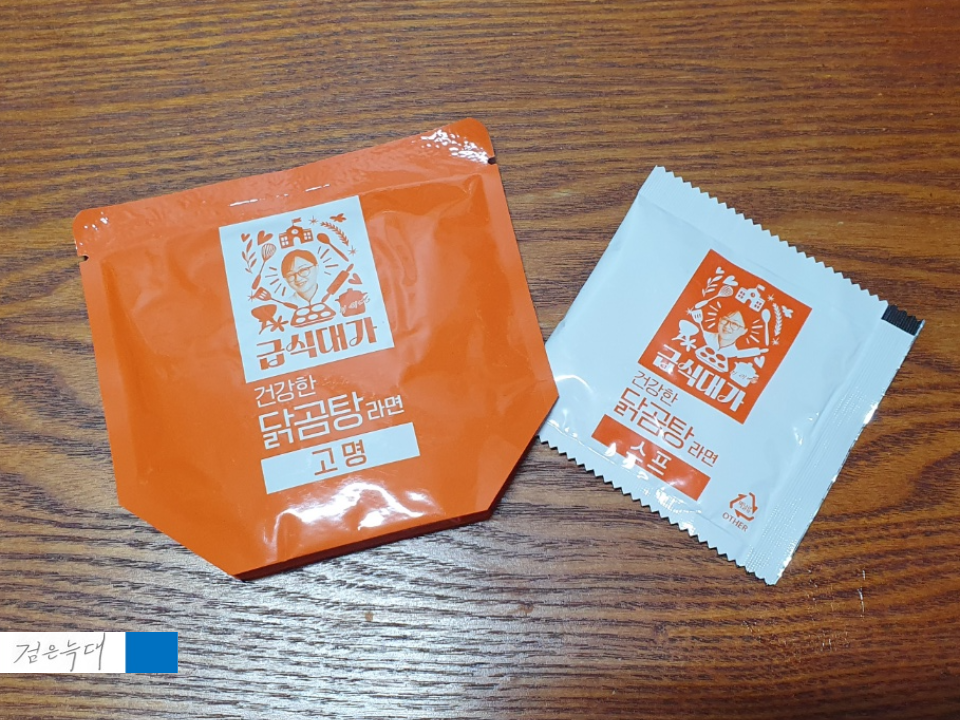 급식대가
건강한
닭곰탕라면
고명
급식대가
건강한
닭곰탕라면
스프
OTHER
검은늑대